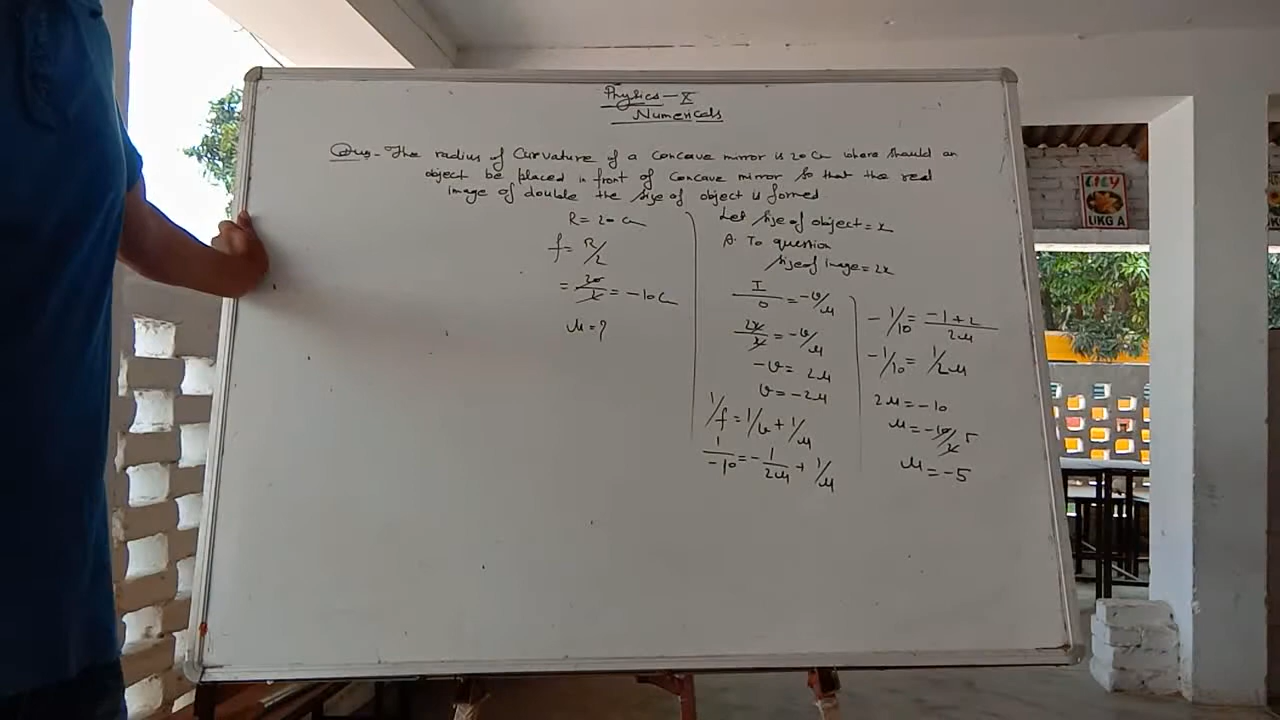 Physics - X
Numericals
Ques - The radius of Curvature of a Concave mirror is 20 Cm where should an
object be placed in front of Concave mirror so that the real
image of double the size of object is formed
R = 20 cm
f = R/2
= 20/2 = -10 C
u = ?
Let size of object = x
A. To question
size of image = 2x
I/O = -v/u
2x/x = -v/u
-v = 2u
v = -2u
1/f = 1/v + 1/u
1/-10 = -1/2u + 1/u
-1/10 = -1+2/2u
-1/10 = 1/2u
2u = -10
u = -10/2 5
u = -5
LILY
UKG A